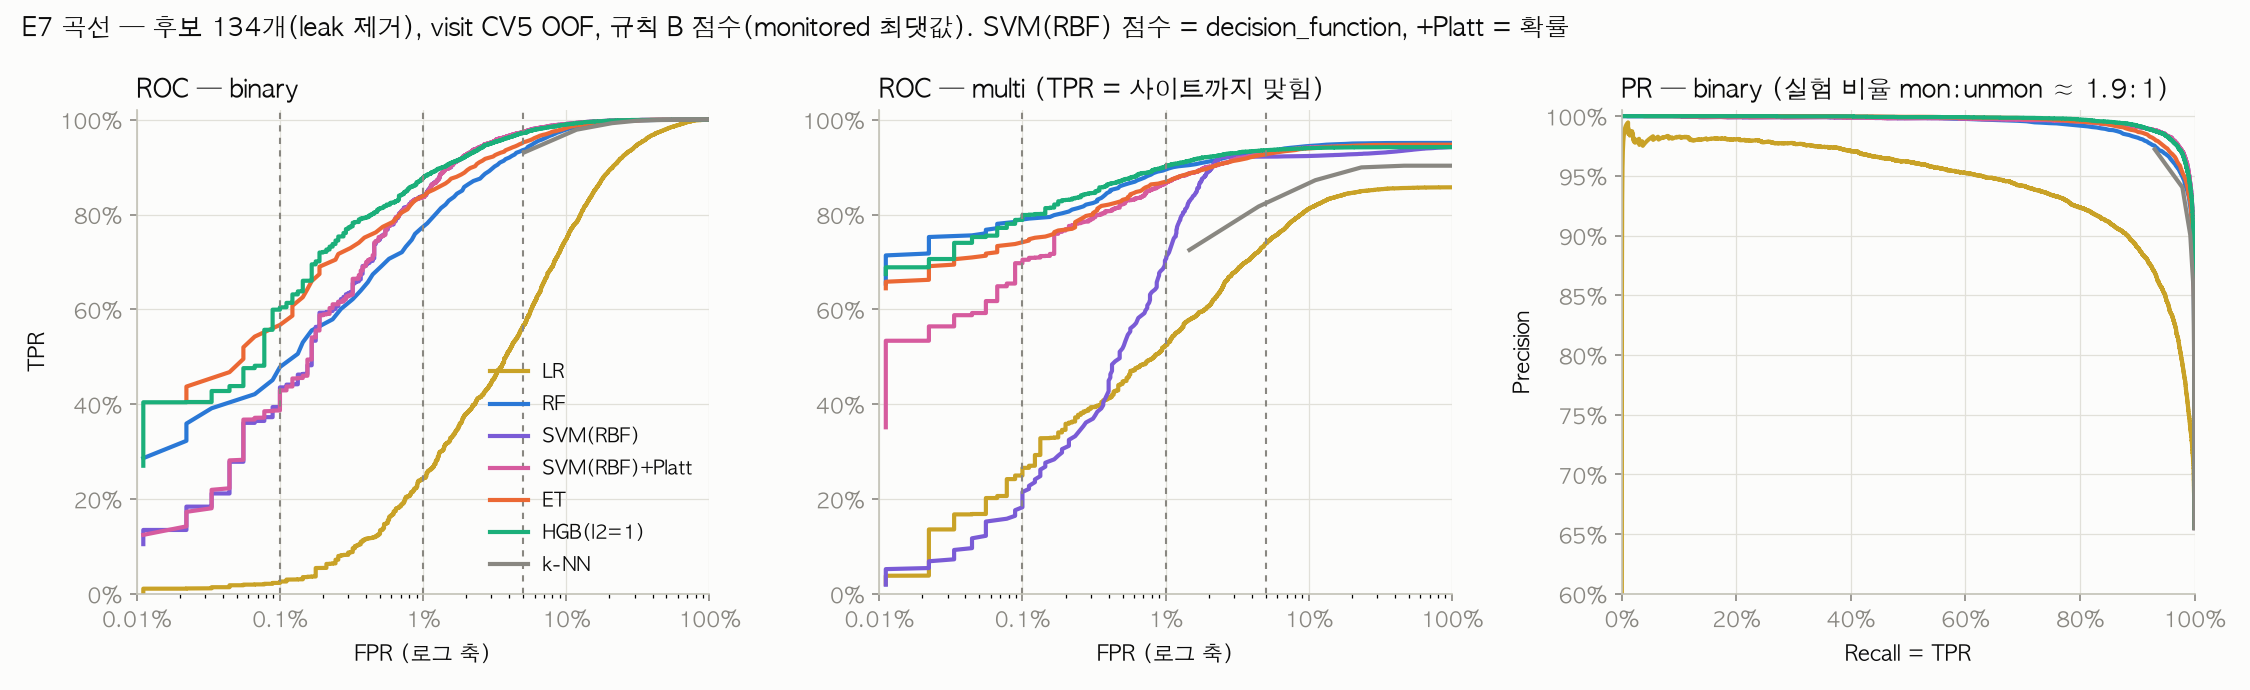 E7 곡선 — 후보 134개(leak 제거), visit CV5 OOF, 규칙 B 점수(monitored 최댓값). SVM(RBF) 점수 = decision_function, +Platt = 확률
ROC — binary
100%
80%
60%
40%
20%
0%
TPR
0.01%
0.1%
1%
10%
100%
FPR (로그 축)
LR
RF
SVM(RBF)
SVM(RBF)+Platt
ET
HGB(l2=1)
k-NN
ROC — multi (TPR = 사이트까지 맞힘)
100%
80%
60%
40%
20%
0%
0.01%
0.1%
1%
10%
100%
FPR (로그 축)
PR — binary (실험 비율 mon:unmon ≈ 1.9:1)
100%
95%
90%
85%
80%
75%
70%
65%
60%
Precision
0%
20%
40%
60%
80%
100%
Recall = TPR